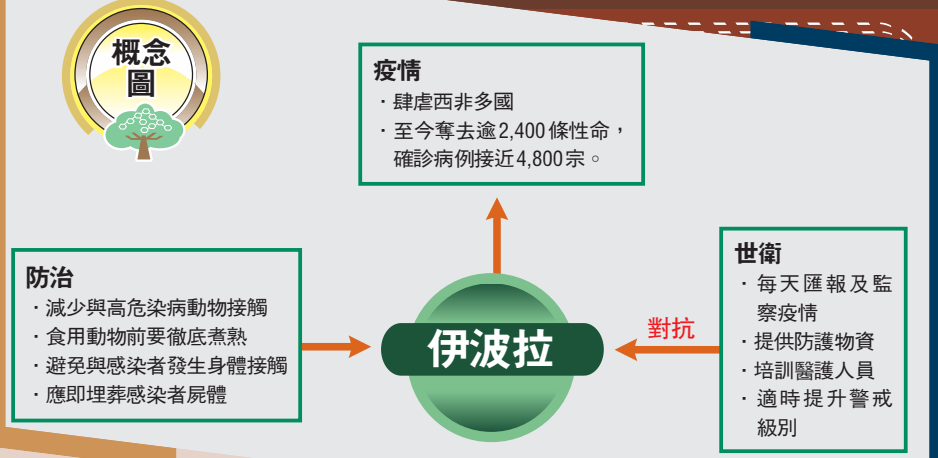 概念
圖
疫情
· 肆虐西非多國
· 至今奪去逾2,400條性命，
確診病例接近4,800宗。
防治
· 減少與高危染病動物接觸
· 食用動物前要徹底煮熟
· 避免與感染者發生身體接觸
· 應即埋葬感染者屍體
伊波拉
對抗
世衛
· 每天匯報及監
察疫情
· 提供防護物資
· 培訓醫護人員
· 適時提升警戒
級別